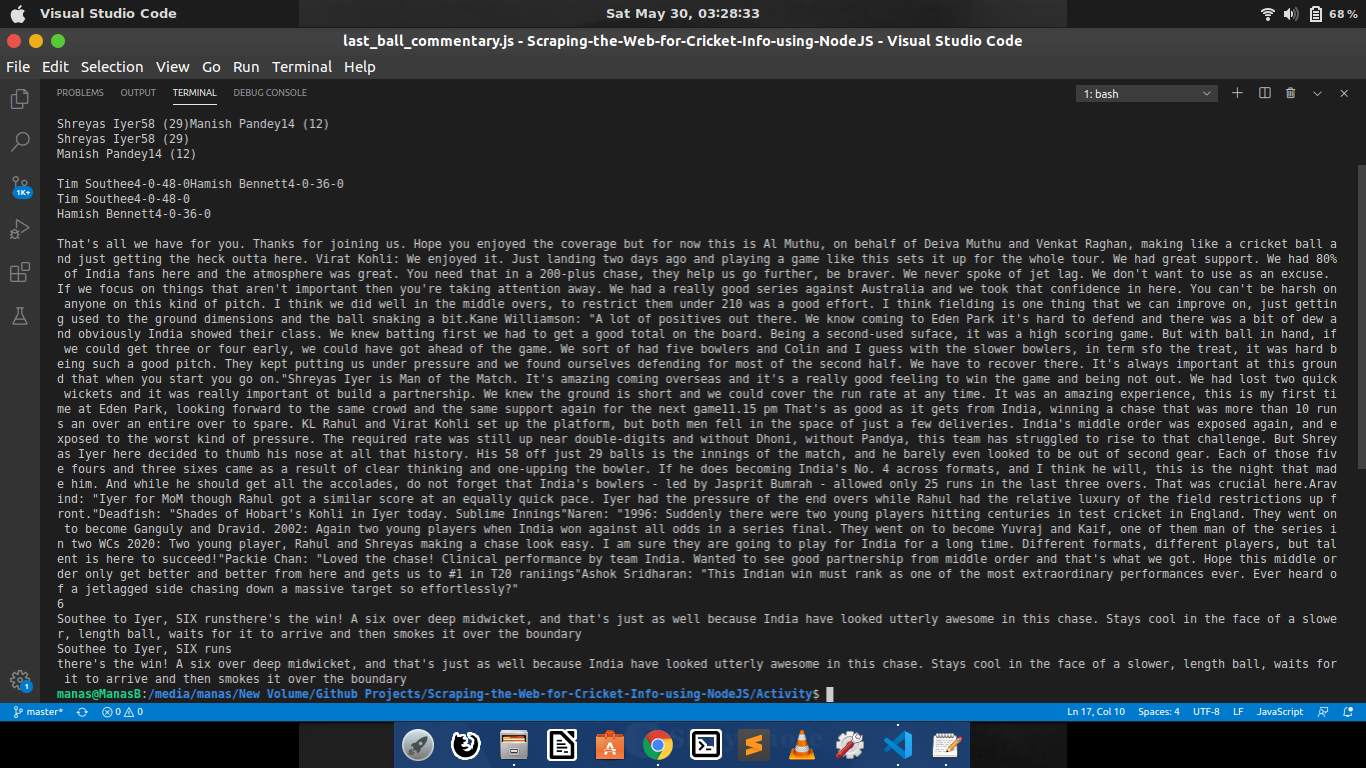 Visual Studio Code
Sat May 30, 03:28:33
68 %
last_ball_commentary.js - Scraping-the-Web-for-Cricket-Info-using-NodeJS - Visual Studio Code
File Edit Selection View Go Run Terminal Help
PROBLEMS OUTPUT TERMINAL DEBUG CONSOLE
1: bash
Shreyas Iyer58 (29)Manish Pandey14 (12)
Shreyas Iyer58 (29)
Manish Pandey14 (12)
Tim Southee4-0-48-0Hamish Bennett4-0-36-0
Tim Southee4-0-48-0
Hamish Bennett4-0-36-0
That's all we have for you. Thanks for joining us. Hope you enjoyed the coverage but for now this is Al Muthu, on behalf of Deiva Muthu and Venkat Raghan, making like a cricket ball a
nd just getting the heck outta here. Virat Kohli: We enjoyed it. Just landing two days ago and playing a game like this sets it up for the whole tour. We had great support. We had 80%
of India fans here and the atmosphere was great. You need that in a 200-plus chase, they help us go further, be braver. We never spoke of jet lag. We don't want to use as an excuse.
If we focus on things that aren't important then you're taking attention away. We had a really good series against Australia and we took that confidence in here. You can't be harsh on
anyone on this kind of pitch. I think we did well in the middle overs, to restrict them under 210 was a good effort. I think fielding is one thing that we can improve on, just gettin
g used to the ground dimensions and the ball snaking a bit.Kane Williamson: "A lot of positives out there. We know coming to Eden Park it's hard to defend and there was a bit of dew a
nd obviously India showed their class. We knew batting first we had to get a good total on the board. Being a second-used suface, it was a high scoring game. But with ball in hand, if
we could get three or four early, we could have got ahead of the game. We sort of had five bowlers and Colin and I guess with the slower bowlers, in term sfo the treat, it was hard b
eing such a good pitch. They kept putting us under pressure and we found ourselves defending for most of the second half. We have to recover there. It's always important at this groun
d that when you start you go on."Shreyas Iyer is Man of the Match. It's amazing coming overseas and it's a really good feeling to win the game and being not out. We had lost two quick
wickets and it was really important ot build a partnership. We knew the ground is short and we could cover the run rate at any time. It was an amazing experience, this is my first ti
me at Eden Park, looking forward to the same crowd and the same support again for the next game11.15 pm That's as good as it gets from India, winning a chase that was more than 10 run
s an over an entire over to spare. KL Rahul and Virat Kohli set up the platform, but both men fell in the space of just a few deliveries. India's middle order was exposed again, and e
xposed to the worst kind of pressure. The required rate was still up near double-digits and without Dhoni, without Pandya, this team has struggled to rise to that challenge. But Shrey
as Iyer here decided to thumb his nose at all that history. His 58 off just 29 balls is the innings of the match, and he barely even looked to be out of second gear. Each of those fiv
e fours and three sixes came as a result of clear thinking and one-upping the bowler. If he does becoming India's No. 4 across formats, and I think he will, this is the night that mad
e him. And while he should get all the accolades, do not forget that India's bowlers - led by Jasprit Bumrah - allowed only 25 runs in the last three overs. That was crucial here.Arav
ind: "Iyer for MoM though Rahul got a similar score at an equally quick pace. Iyer had the pressure of the end overs while Rahul had the relative luxury of the field restrictions up f
ront."Deadfish: "Shades of Hobart's Kohli in Iyer today. Sublime Innings"Naren: "1996: Suddenly there were two young players hitting centuries in test cricket in England. They went on
to become Ganguly and Dravid. 2002: Again two young players when India won against all odds in a series final. They went on to become Yuvraj and Kaif, one of them man of the series i
n two WCs 2020: Two young player, Rahul and Shreyas making a chase look easy. I am sure they are going to play for India for a long time. Different formats, different players, but tal
ent is here to succeed!"Packie Chan: "Loved the chase! Clinical performance by team India. Wanted to see good partnership from middle order and that's what we got. Hope this middle or
der only get better and better from here and gets us to #1 in T20 raniings"Ashok Sridharan: "This Indian win must rank as one of the most extraordinary performances ever. Ever heard o
f a jetlagged side chasing down a massive target so effortlessly?"
6
Southee to Iyer, SIX runsthere's the win! A six over deep midwicket, and that's just as well because India have looked utterly awesome in this chase. Stays cool in the face of a slowe
r, length ball, waits for it to arrive and then smokes it over the boundary
Southee to Iyer, SIX runs
there's the win! A six over deep midwicket, and that's just as well because India have looked utterly awesome in this chase. Stays cool in the face of a slower, length ball, waits for
it to arrive and then smokes it over the boundary
manas@ManasB:/media/manas/New Volume/Github Projects/Scraping-the-Web-for-Cricket-Info-using-NodeJS/Activity$
1K+
1
master* 0 0 Ln 17, Col 10 Spaces: 4 UTF-8 LF JavaScript